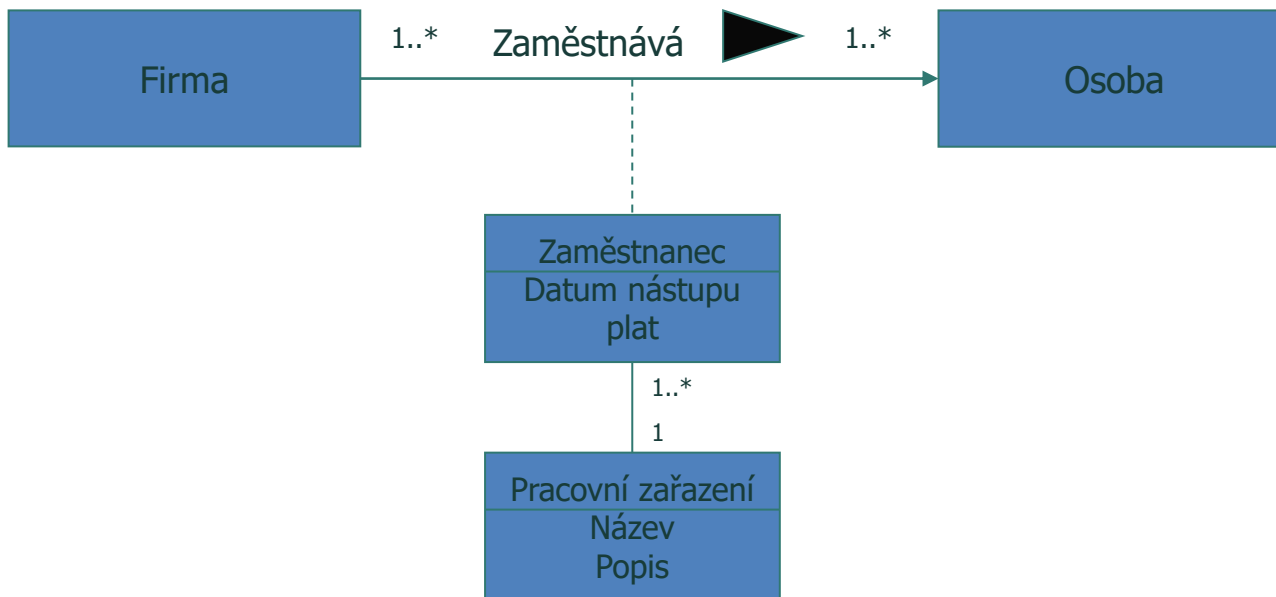 1..* Zaměstnává 1..*
Firma
Osoba
Zaměstnanec
Datum nástupu
plat
1..*
1
Pracovní zařazení
Název
Popis